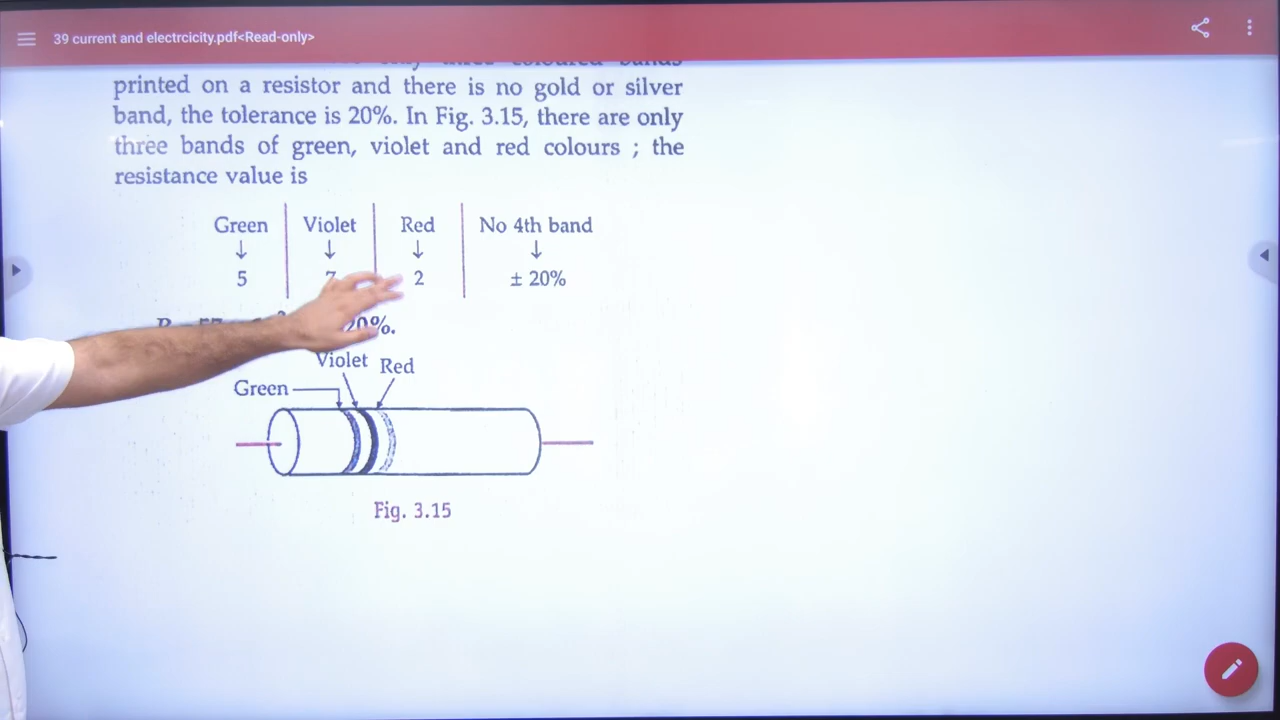 39 current and electrcicity.pdf<Read-only>
printed on a resistor and there is no gold or silver
band, the tolerance is 20%. In Fig. 3.15, there are only
three bands of green, violet and red colours ; the
resistance value is
Green Violet Red No 4th band
5 7 2 ± 20%
20%.
Violet Red
Green
Fig. 3.15